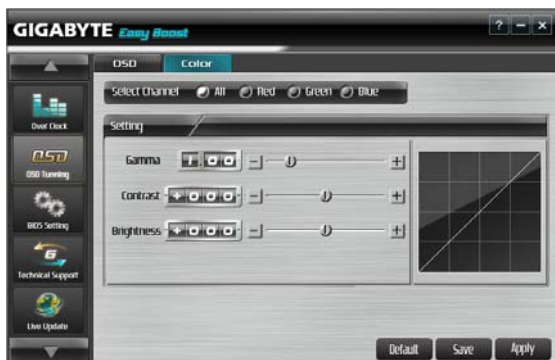 GIGABYTE Easy Boost
? – ×
OSD Color
Select Channel All Red Green Blue
Over Clock
OSD
OSD Tunning
BIOS Setting
Technical Support
Live Update
Setting
Gamma 1.00 − +
Contrast +000 − +
Brightness +000 − +
Default Save Apply